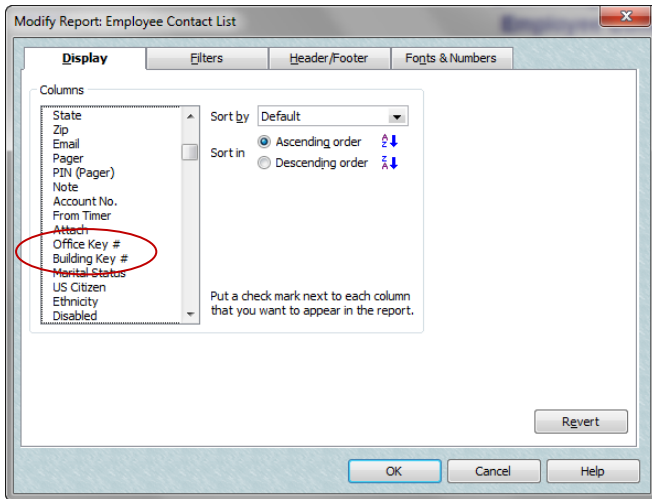 Modify Report: Employee Contact List
Display Filters Header/Footer Fonts & Numbers
Columns
State
Zip
Email
Pager
PIN (Pager)
Note
Account No.
From Timer
Attach
Office Key #
Building Key #
Marital Status
US Citizen
Ethnicity
Disabled
Sort by Default
Sort in Ascending order
Descending order
Put a check mark next to each column
that you want to appear in the report.
Revert
OK Cancel Help